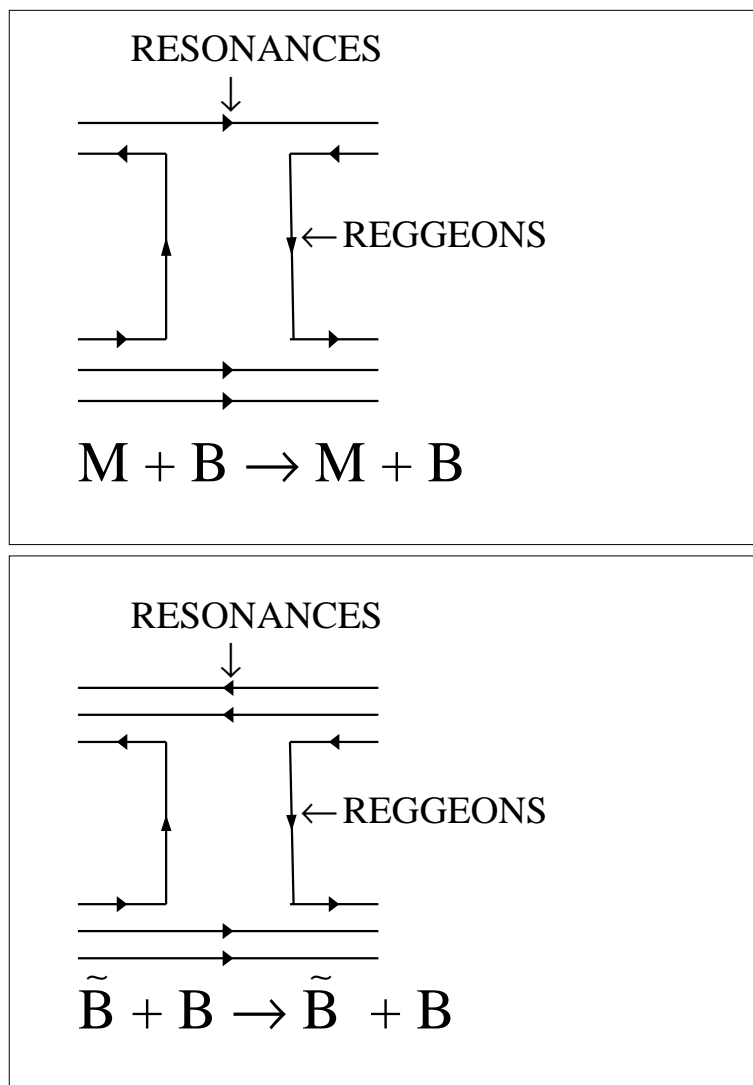 RESONANCES
REGGEONS
M + B → M + B
RESONANCES
REGGEONS
B̃ + B → B̃ + B